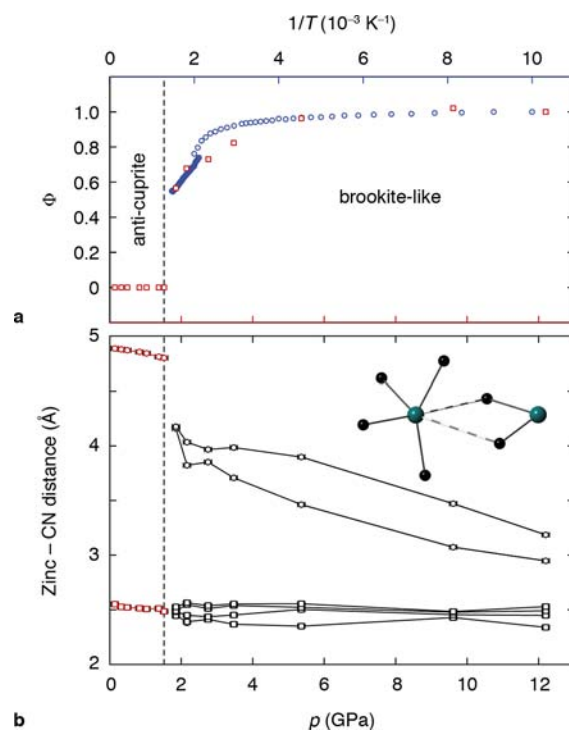 1/T (10⁻³ K⁻¹)
0 2 4 6 8 10
1.0
0.8
0.6
0.4
0.2
0
Φ
anti-cuprite
brookite-like
a
5
4
3
2
Zinc – CN distance (Å)
0 2 4 6 8 10 12
b
p (GPa)